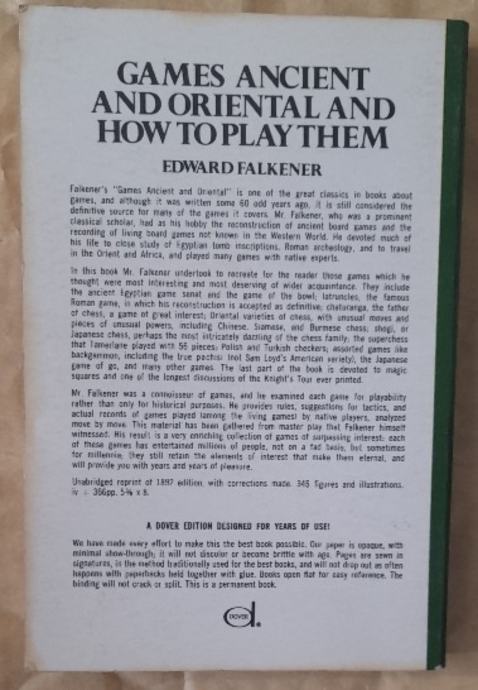 GAMES ANCIENT
AND ORIENTAL AND
HOW TO PLAY THEM
EDWARD FALKENER
Falkener's "Games Ancient and Oriental" is one of the great classics in books about
games, and although it was written some 60 odd years ago, it is still considered the
definitive source for many of the games it covers. Mr. Falkener, who was a prominent
classical scholar, had as his hobby the reconstruction of ancient board games and the
recording of living board games not known in the Western World. He devoted much of
his life to close study of Egyptian tomb inscriptions, Roman archeology, and to travel
in the Orient and Africa, and played many games with native experts.
In this book Mr. Falkener undertook to recreate for the reader those games which he
thought were most interesting and most deserving of wider acquaintance. They include
the ancient Egyptian game senat and the game of the bowl; latrunculi, the famous
Roman game, in which his reconstruction is accepted as definitive; chaturanga, the father
of chess, a game of great interest; Oriental varieties of chess, with unusual moves and
pieces of unusual powers, including Chinese, Siamese, and Burmese chess; shogi, or
Japanese chess, perhaps the most intricately dazzling of the chess family; the superchess
that Tamerlane played with 56 pieces; Polish and Turkish checkers; assorted games like
backgammon, including the true pachisi (not Sam Loyd's American variety), the Japanese
game of go, and many other games. The last part of the book is devoted to magic
squares and one of the longest discussions of the Knight's Tour ever printed.
Mr. Falkener was a connoisseur of games, and he examined each game for playability
rather than only for historical purposes. He provides rules, suggestions for tactics, and
actual records of games played (among the living games) by native players, analyzed
move by move. This material has been gathered from master play that Falkener himself
witnessed. His result is a very enriching collection of games of surpassing interest: each
of these games has entertained millions of people, not on a fad basis, but sometimes
for millennia; they still retain the elements of interest that make them eternal, and
will provide you with years and years of pleasure.
Unabridged reprint of 1892 edition, with corrections made. 345 figures and illustrations.
iv + 366pp. 5⅜ x 8.
A DOVER EDITION DESIGNED FOR YEARS OF USE!
We have made every effort to make this the best book possible. Our paper is opaque, with
minimal show-through; it will not discolor or become brittle with age. Pages are sewn in
signatures, in the method traditionally used for the best books, and will not drop out as often
happens with paperbacks held together with glue. Books open flat for easy reference. The
binding will not crack or split. This is a permanent book.
DOVER